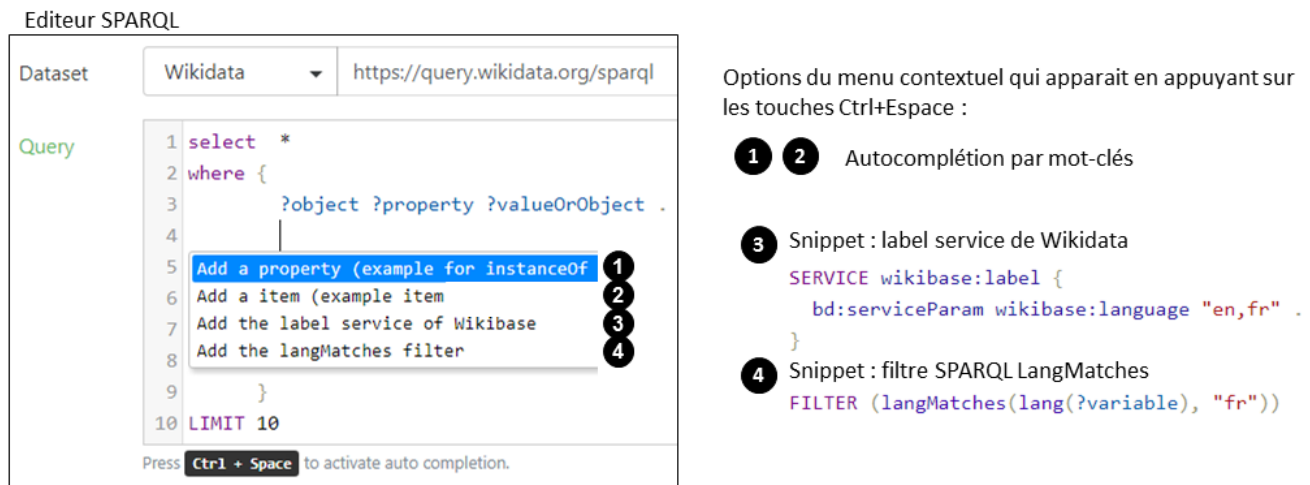 Editeur SPARQL
Dataset Wikidata https://query.wikidata.org/sparql
Query
1 select *
2 where {
3 ?object ?property ?valueOrObject .
4
5 Add a property (example for instanceOf 1
6 Add a item (example item 2
7 Add the label service of Wikibase 3
8 Add the langMatches filter 4
9 }
10 LIMIT 10
Press Ctrl + Space to activate auto completion.
Options du menu contextuel qui apparait en appuyant sur
les touches Ctrl+Espace :
1 2 Autocomplétion par mot-clés
3 Snippet : label service de Wikidata
SERVICE wikibase:label {
bd:serviceParam wikibase:language "en,fr" .
}
4 Snippet : filtre SPARQL LangMatches
FILTER (langMatches(lang(?variable), "fr"))